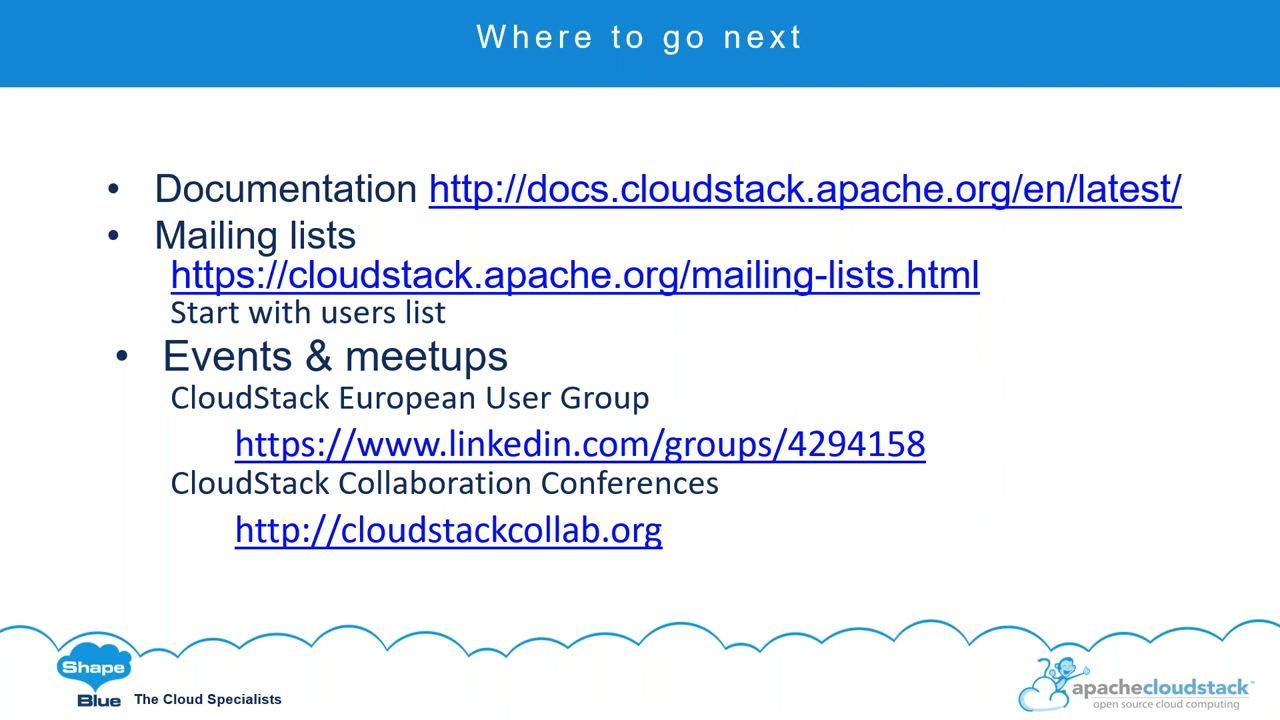 Where to go next
• Documentation http://docs.cloudstack.apache.org/en/latest/
• Mailing lists
https://cloudstack.apache.org/mailing-lists.html
Start with users list
• Events & meetups
CloudStack European User Group
https://www.linkedin.com/groups/4294158
CloudStack Collaboration Conferences
http://cloudstackcollab.org
Shape
Blue The Cloud Specialists
apachecloudstack™
open source cloud computing